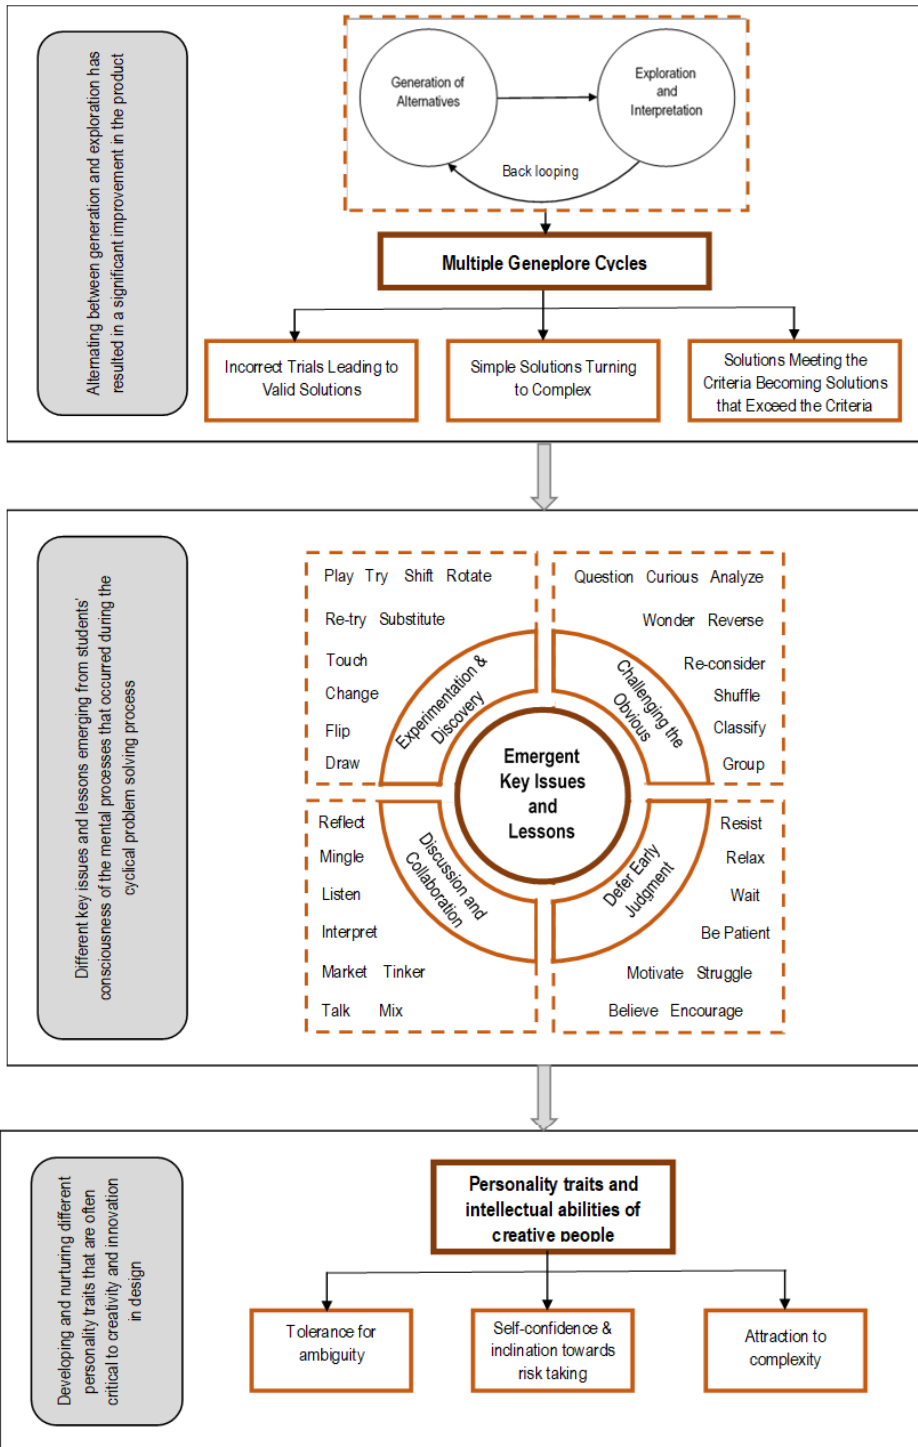 Alternating between generation and exploration has
resulted in a significant improvement in the product
Generation of
Alternatives
Exploration
and
Interpretation
Back looping
Multiple Geneplore Cycles
Incorrect Trials Leading to
Valid Solutions
Simple Solutions Turning
to Complex
Solutions Meeting the
Criteria Becoming Solutions
that Exceed the Criteria
Different key issues and lessons emerging from students'
consciousness of the mental processes that occurred during the
cyclical problem solving process
Play Try Shift Rotate
Re-try Substitute
Touch
Change
Flip
Draw
Experimentation &
Discovery
Question Curious Analyze
Wonder Reverse
Re-consider
Shuffle
Classify
Group
Challenging the
Obvious
Emergent
Key Issues
and
Lessons
Reflect
Mingle
Listen
Interpret
Market Tinker
Talk Mix
Discussion and
Collaboration
Resist
Relax
Wait
Be Patient
Motivate Struggle
Believe Encourage
Defer Early
Judgment
Developing and nurturing different
personality traits that are often
critical to creativity and innovation
in design
Personality traits and
intellectual abilities of
creative people
Tolerance for
ambiguity
Self-confidence &
inclination towards
risk taking
Attraction to
complexity